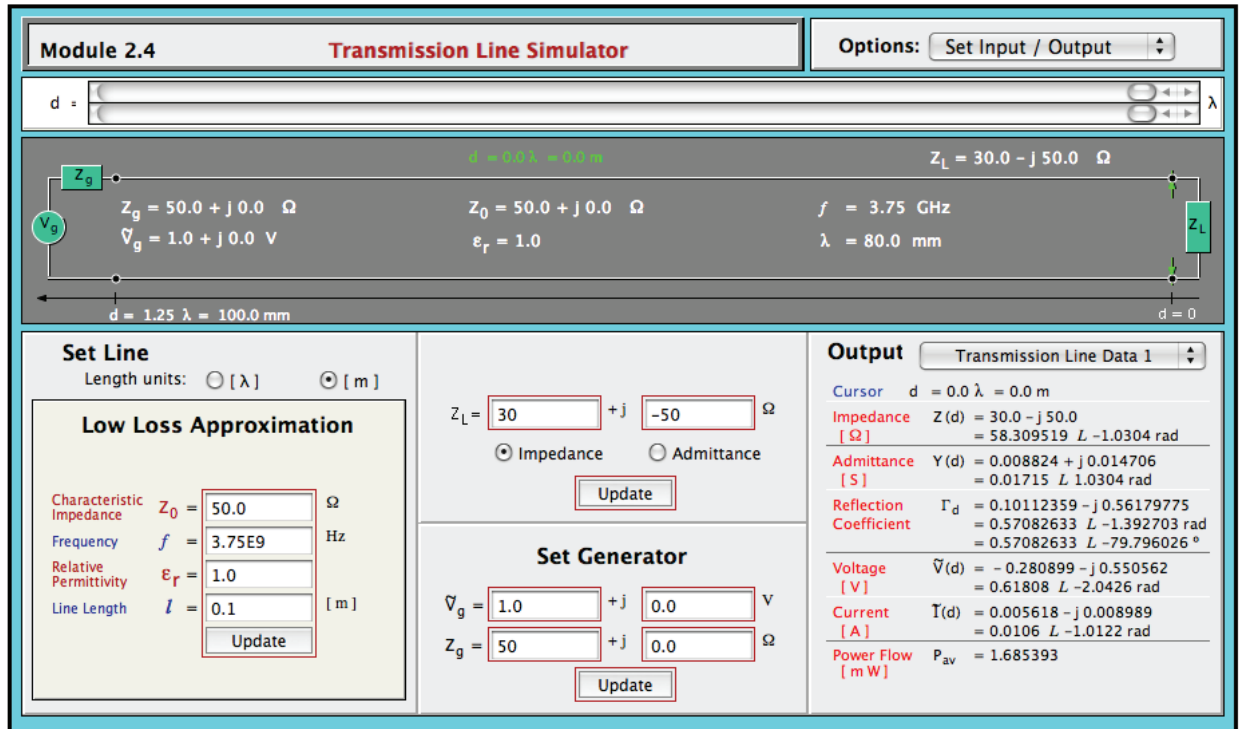 Module 2.4 Transmission Line Simulator
Options: Set Input / Output
d = λ
d = 0.0 λ = 0.0 m
Z_L = 30.0 − j 50.0 Ω
Z_g
Z_g = 50.0 + j 0.0 Ω Z_0 = 50.0 + j 0.0 Ω f = 3.75 GHz
V_g
Z_L
Ṽ_g = 1.0 + j 0.0 V ε_r = 1.0 λ = 80.0 mm
d = 1.25 λ = 100.0 mm
d = 0
Set Line
Length units: [ λ ] [ m ]
Low Loss Approximation
Characteristic Impedance Z_0 = 50.0 Ω
Frequency f = 3.75E9 Hz
Relative Permittivity ε_r = 1.0
Line Length l = 0.1 [ m ]
Update
Z_L = 30 + j -50 Ω
Impedance Admittance
Update
Set Generator
Ṽ_g = 1.0 + j 0.0 V
Z_g = 50 + j 0.0 Ω
Update
Output Transmission Line Data 1
Cursor d = 0.0 λ = 0.0 m
Impedance Z (d) = 30.0 − j 50.0
[ Ω ] = 58.309519 L −1.0304 rad
Admittance Y (d) = 0.008824 + j 0.014706
[ S ] = 0.01715 L 1.0304 rad
Reflection Γ_d = 0.10112359 − j 0.56179775
Coefficient = 0.57082633 L −1.392703 rad
= 0.57082633 L −79.796026 º
Voltage Ṽ (d) = − 0.280899 − j 0.550562
[ V ] = 0.61808 L −2.0426 rad
Current Ĩ (d) = 0.005618 − j 0.008989
[ A ] = 0.0106 L −1.0122 rad
Power Flow P_av = 1.685393
[ mW ]